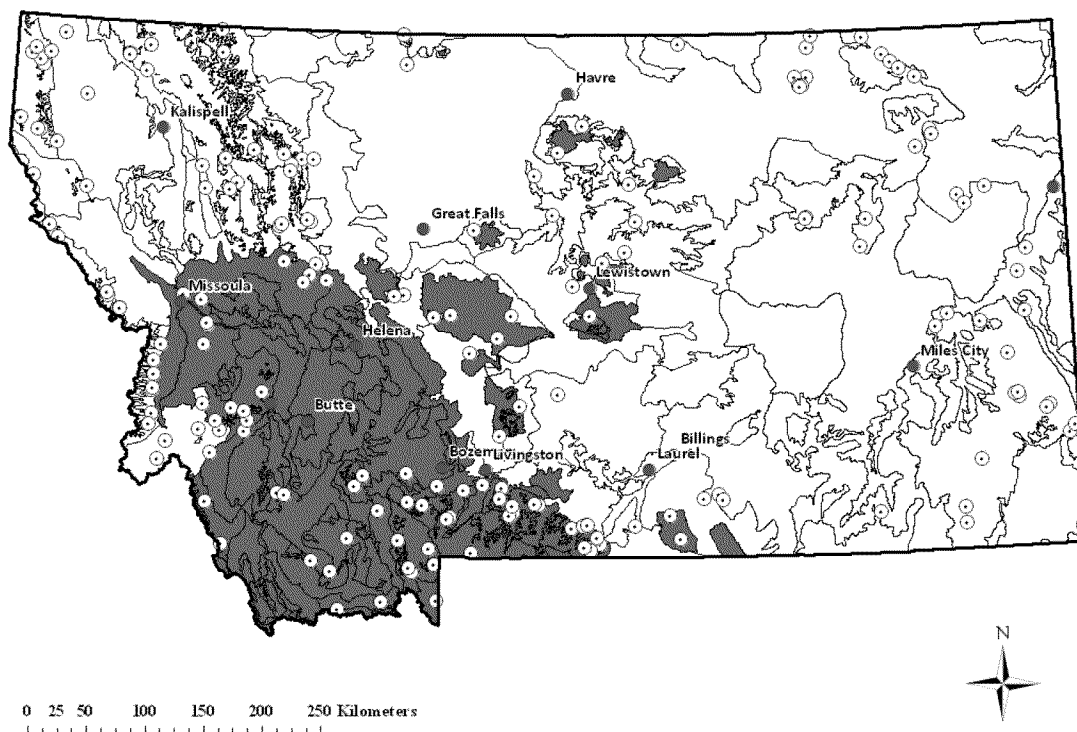 Havre
Kalispell
Great Falls
Missoula
Lewistown
Helena
Miles City
Butte
Billings
Bozem
Livingston
Laurel
N
0 25 50 100 150 200 250 Kilometers